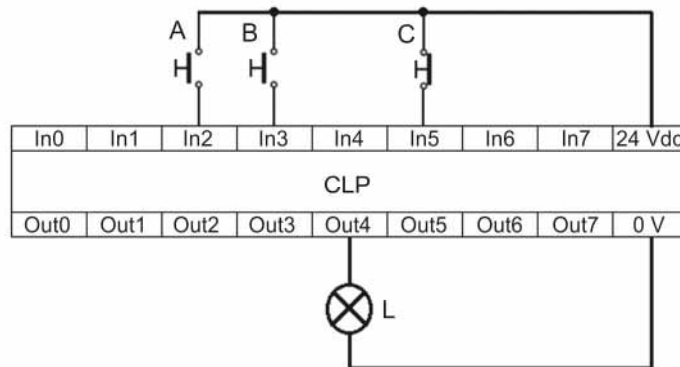 A B C
In0 In1 In2 In3 In4 In5 In6 In7 24 Vdc
CLP
Out0 Out1 Out2 Out3 Out4 Out5 Out6 Out7 0 V
L